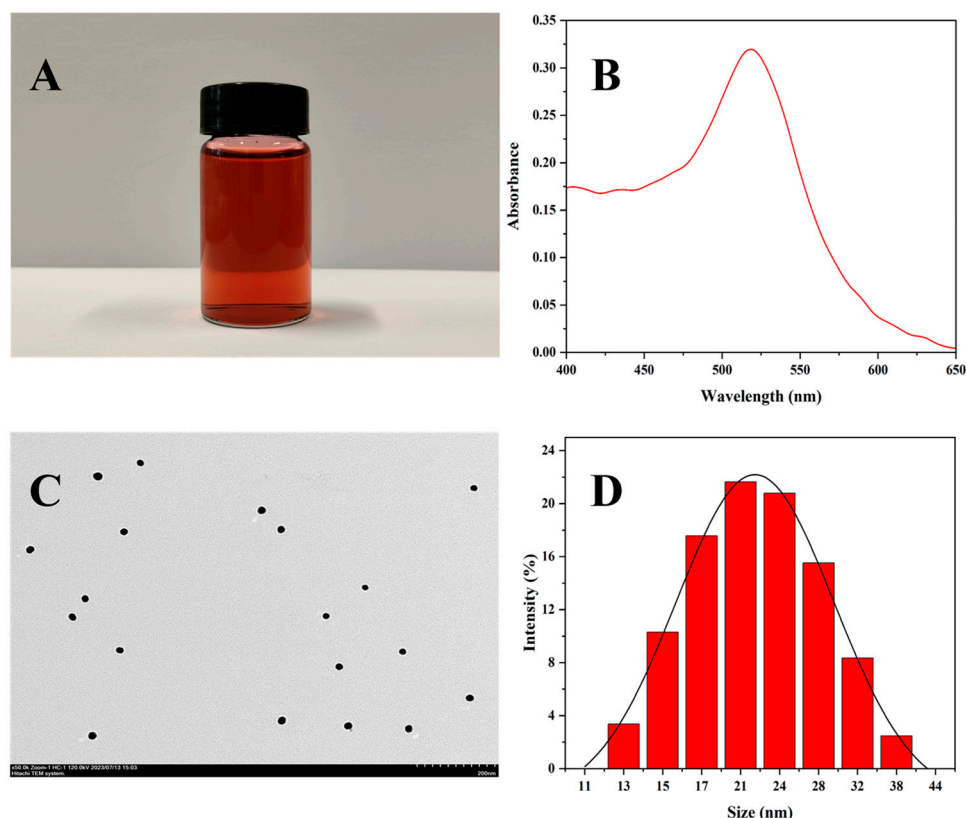 A
B
0.35
0.30
0.25
0.20
0.15
0.10
0.05
0.00
Absorbance
400 450 500 550 600 650
Wavelength (nm)
C
x50.0k Zoom-1 HC-1 120.0kV 2023/07/13 15:03
Hitachi TEM system.
200nm
D
24
20
16
12
8
4
0
Intensity (%)
11 13 15 17 21 24 28 32 38 44
Size (nm)